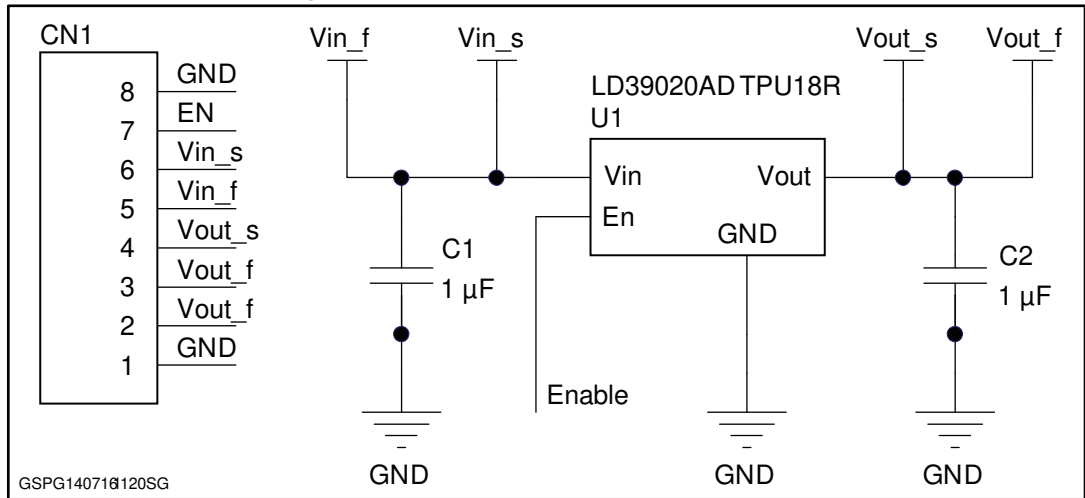 CN1
8 GND
7 EN
6 Vin_s
5 Vin_f
4 Vout_s
3 Vout_f
2 Vout_f
1 GND
Vin_f
Vin_s
Vout_s
Vout_f
LD39020AD TPU18R
U1
Vin
Vout
En
GND
C1
1 µF
C2
1 µF
Enable
GND
GND
GND